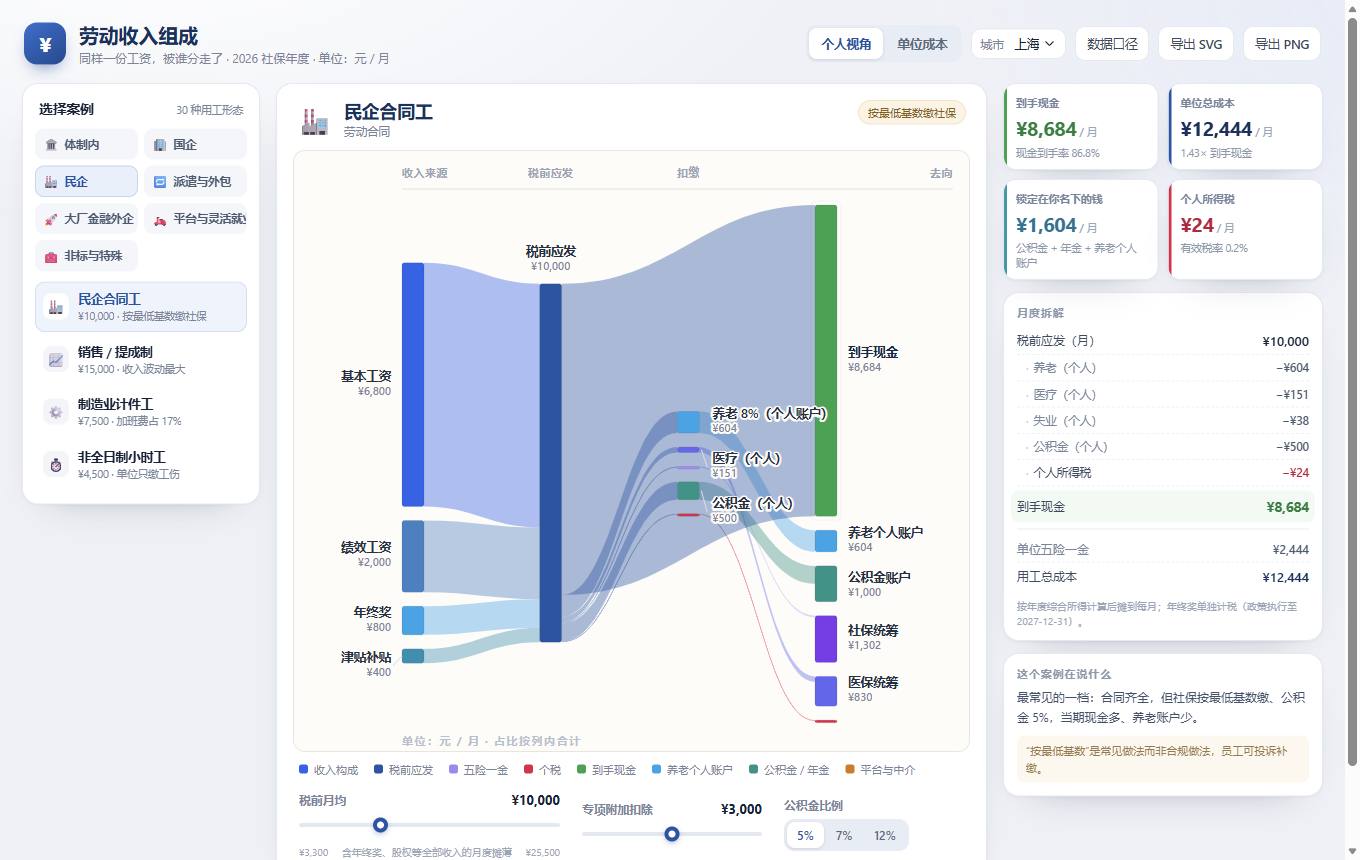 ¥
劳动收入组成
同样一份工资，被谁分走了 · 2026 社保年度 · 单位：元 / 月
个人视角
单位成本
城市 上海
数据口径
导出 SVG
导出 PNG
选择案例
30 种用工形态
体制内
国企
民企
派遣与外包
大厂金融外企
平台与灵活就业
非标与特殊
民企合同工
¥10,000 · 按最低基数缴社保
销售 / 提成制
¥15,000 · 收入波动最大
制造业计件工
¥7,500 · 加班费占 17%
非全日制小时工
¥4,500 · 单位只缴工伤
民企合同工
劳动合同
按最低基数缴社保
收入来源
税前应发
扣缴
去向
税前应发
¥10,000
基本工资
¥6,800
绩效工资
¥2,000
年终奖
¥800
津贴补贴
¥400
养老 8%（个人账户）
¥604
医疗（个人）
¥151
公积金（个人）
¥500
到手现金
¥8,684
养老个人账户
¥604
公积金账户
¥1,000
社保统筹
¥1,302
医保统筹
¥830
单位：元 / 月 · 占比按列内合计
收入构成
税前应发
五险一金
个税
到手现金
养老个人账户
公积金 / 年金
平台与中介
税前月均
¥10,000
¥3,300
含年终奖、股权等全部收入的月度摊薄
¥25,500
专项附加扣除
¥3,000
公积金比例
5%
7%
12%
到手现金
¥8,684 / 月
现金到手率 86.8%
单位总成本
¥12,444 / 月
1.43× 到手现金
锁定在你名下的钱
¥1,604 / 月
公积金 + 年金 + 养老个人
账户
个人所得税
¥24 / 月
有效税率 0.2%
月度拆解
税前应发（月）
¥10,000
· 养老（个人）
−¥604
· 医疗（个人）
−¥151
· 失业（个人）
−¥38
· 公积金（个人）
−¥500
· 个人所得税
−¥24
到手现金
¥8,684
单位五险一金
¥2,444
用工总成本
¥12,444
按年度综合所得计算后摊到每月；年终奖单独计税（政策执行至
2027-12-31）。
这个案例在说什么
最常见的一档：合同齐全，但社保按最低基数缴、公积
金 5%，当期现金多、养老账户少。
“按最低基数”是常见做法而非合规做法，员工可投诉补
缴。